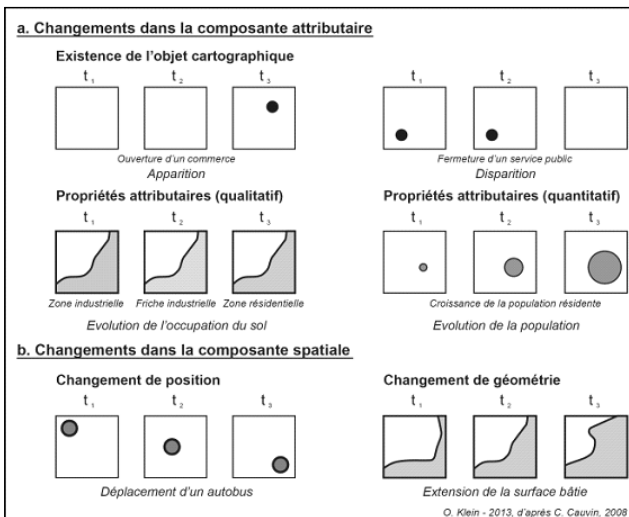 a. Changements dans la composante attributaire
Existence de l'objet cartographique
t1 t2 t3
t1 t2 t3
Ouverture d'un commerce
Apparition
Fermeture d'un service public
Disparition
Propriétés attributaires (qualitatif)
t1 t2 t3
Zone industrielle Friche industrielle Zone résidentielle
Evolution de l'occupation du sol
Propriétés attributaires (quantitatif)
t1 t2 t3
Croissance de la population résidente
Evolution de la population
b. Changements dans la composante spatiale
Changement de position
t1 t2 t3
Déplacement d'un autobus
Changement de géométrie
t1 t2 t3
Extension de la surface bâtie
O. Klein - 2013, d'après C. Cauvin, 2008